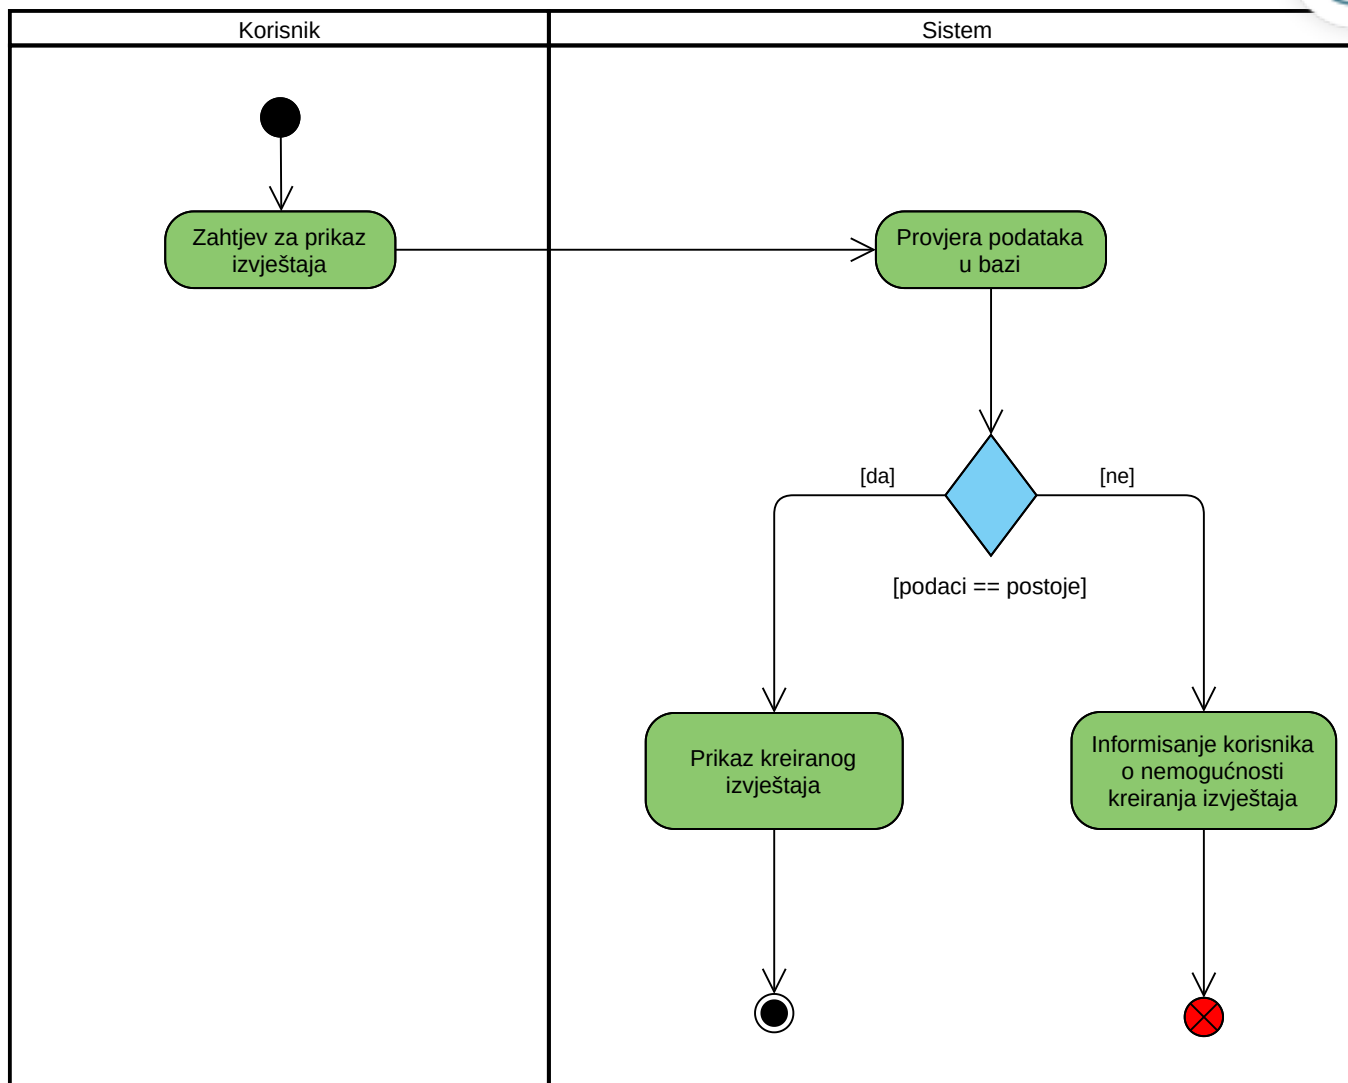 Korisnik
Sistem
Zahtjev za prikaz
izvještaja
Provjera podataka
u bazi
[da]
[ne]
[podaci == postoje]
Prikaz kreiranog
izvještaja
Informisanje korisnika
o nemogućnosti
kreiranja izvještaja